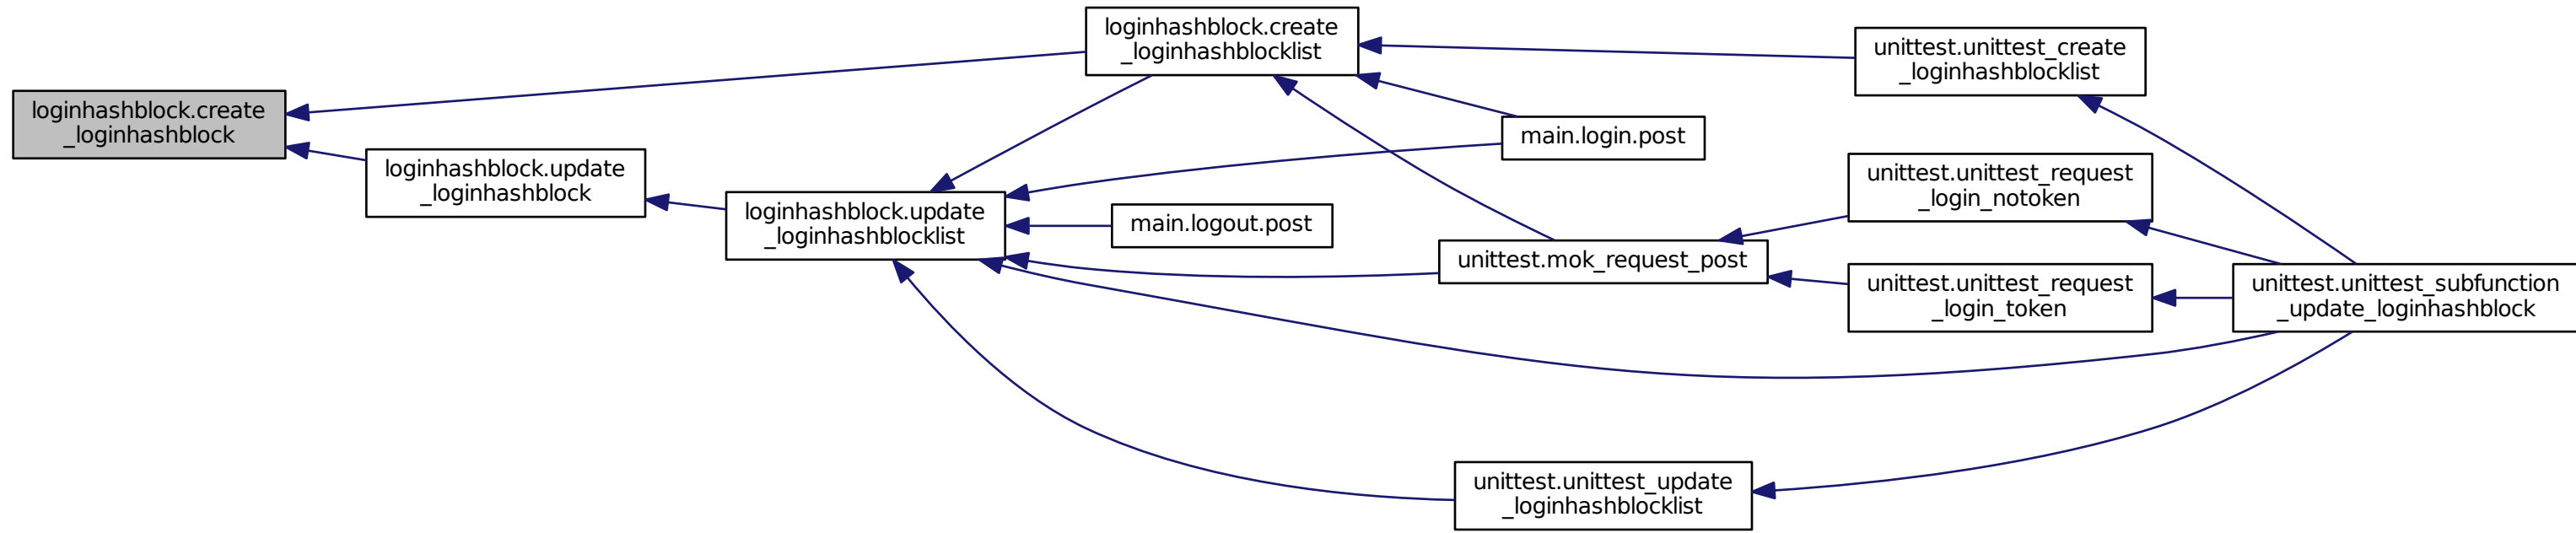 loginhashblock.create
_loginhashblock
loginhashblock.update
_loginhashblock
loginhashblock.update
_loginhashblocklist
loginhashblock.create
_loginhashblocklist
main.logout.post
main.login.post
unittest.mok_request_post
unittest.unittest_update
_loginhashblocklist
unittest.unittest_create
_loginhashblocklist
unittest.unittest_request
_login_notoken
unittest.unittest_request
_login_token
unittest.unittest_subfunction
_update_loginhashblock